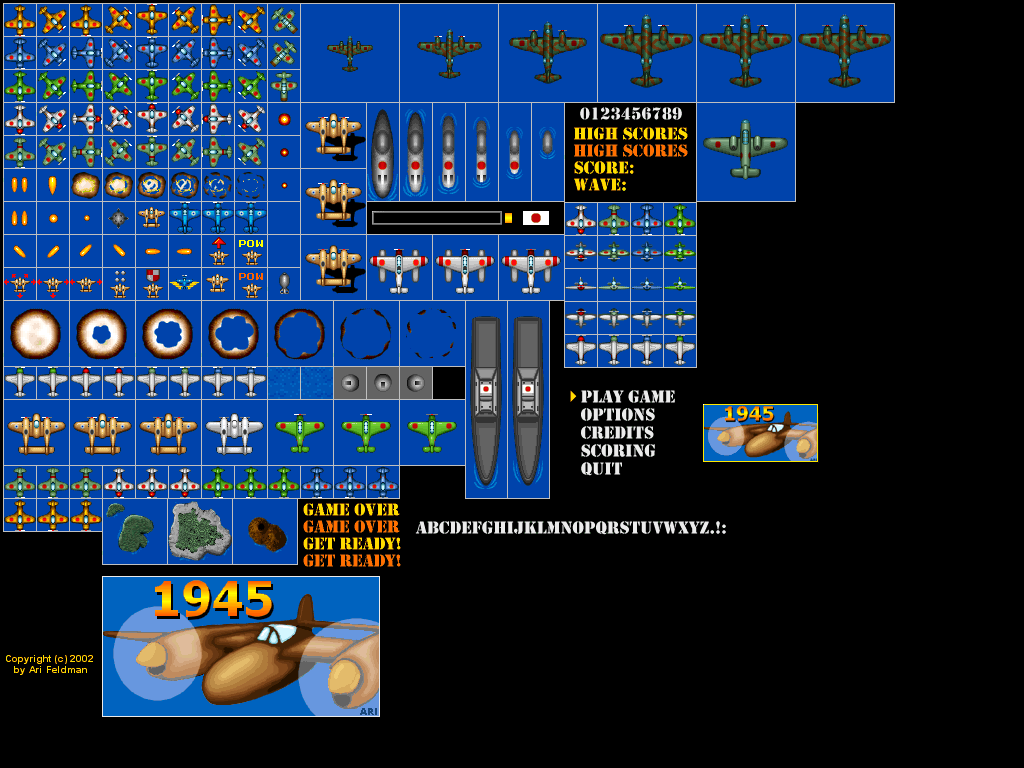 0123456789
HIGH SCORES
HIGH SCORES
SCORE:
WAVE:
POW
POW
PLAY GAME
OPTIONS
CREDITS
SCORING
QUIT
1945
GAME OVER
GAME OVER
GET READY!
GET READY!
ABCDEFGHIJKLMNOPQRSTUVWXYZ.!:
1945
ARI
Copyright (c) 2002
by Ari Feldman